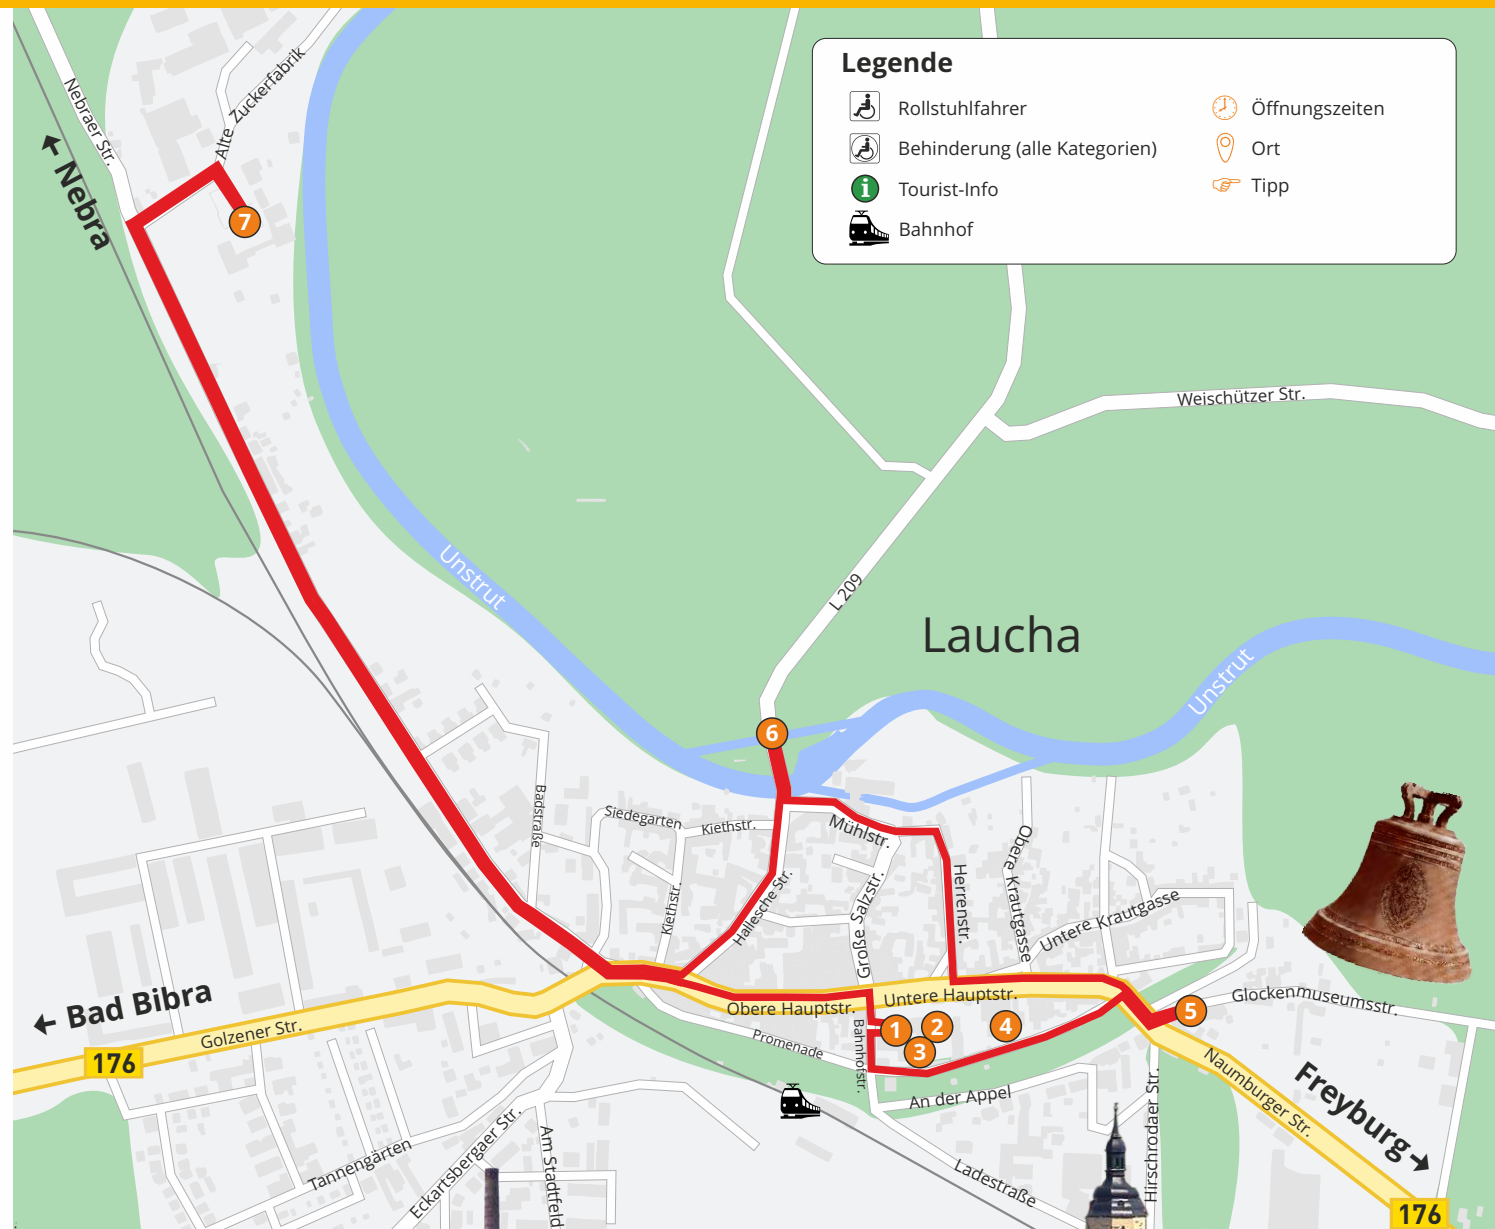 Legende
Rollstuhlfahrer
Behinderung (alle Kategorien)
i
Tourist-Info
Bahnhof
Öffnungszeiten
Ort
Tipp
Nebraer Str.
Alte Zuckerfabrik
Nebra
7
Weischützer Str.
Unstrut
L 209
Laucha
Unstrut
6
Badstraße
Siedegarten
Kiethstr.
Kiethstr.
Mühlstr.
Hallesche Str.
Große Salzstr.
Herrenstr.
Obere Krautgasse
Untere Krautgasse
Bad Bibra
Golzener Str.
176
Obere Hauptstr.
Untere Hauptstr.
Promenade
Bahnhofstr.
1
2
3
4
5
Glockenmuseumsstr.
An der Appel
Naumburger Str.
Freyburg
Hirschrodaer Str.
Ladestraße
Tannengärten
Eckartsbergaer Str.
Am Stadtfeld
176